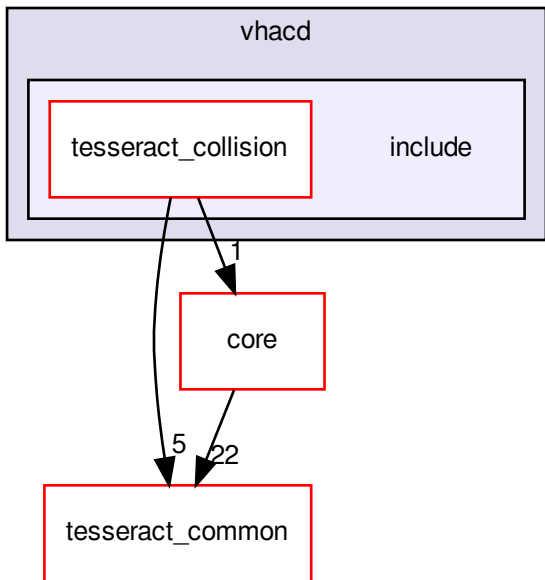 vhacd
tesseract_collision
include
1
core
5
22
tesseract_common